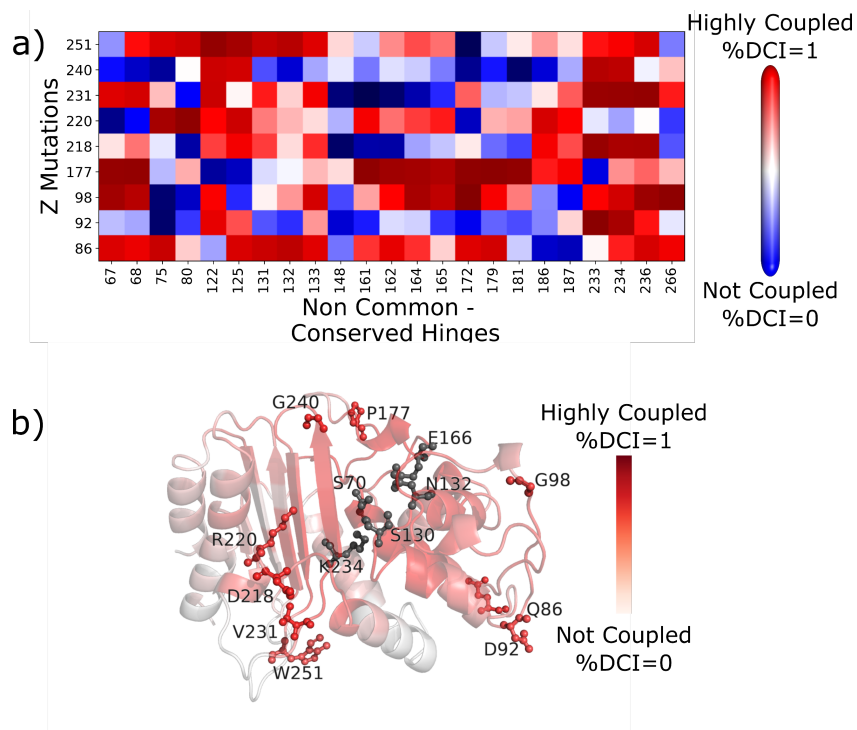 a)
Z Mutations
251
240
231
220
218
177
98
92
86
67 68 75 80 122 125 131 132 133 148 161 162 164 165 172 179 181 186 187 233 234 236 266
Non Common -
Conserved Hinges
Highly Coupled
%DCI=1
Not Coupled
%DCI=0
b)
G240
P177
E166
S70
N132
G98
R220
S130
K234
D218
Q86
V231
D92
W251
Highly Coupled
%DCI=1
Not Coupled
%DCI=0